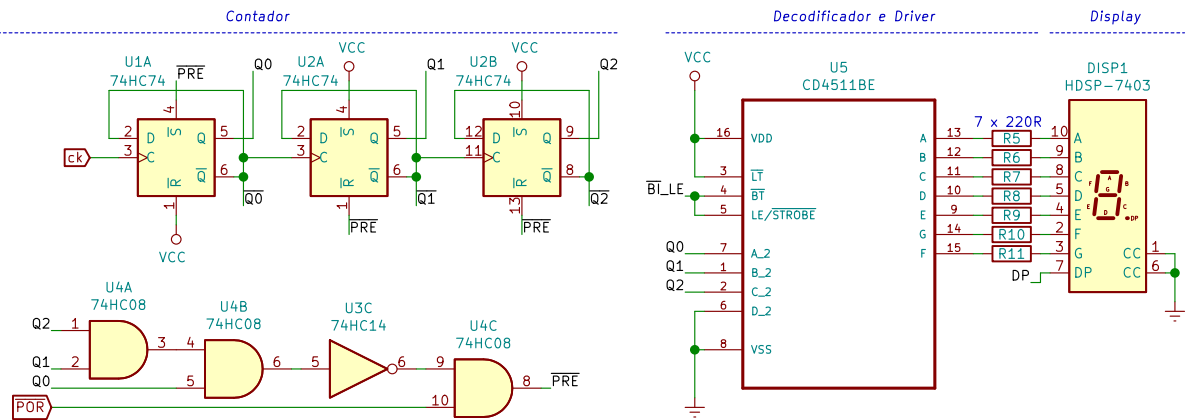 Contador
Decodificador e Driver
Display
U1A
74HC74
PRE
Q0
4
S
2
D
Q
5
3
C
6
Q
R
1
ck
Q0
VCC
VCC
U2A
74HC74
Q1
4
S
2
D
Q
5
3
C
6
Q
R
1
Q1
PRE
VCC
U2B
74HC74
Q2
10
S
12
D
Q
9
11
C
8
Q
R
13
Q2
PRE
U4A
74HC08
Q2
1
Q1
2
3
Q0
POR
U4B
74HC08
4
5
6
U3C
74HC14
5
6
U4C
74HC08
9
10
8
PRE
VCC
U5
CD4511BE
16
VDD
3
LT
BI_LE
4
BT
5
LE/STROBE
Q0
7
A_2
Q1
1
B_2
Q2
2
C_2
6
D_2
8
VSS
A
13
B
12
C
11
D
10
E
9
G
14
F
15
7 x 220R
R5
R6
R7
R8
R9
R10
R11
DP
DISP1
HDSP-7403
10
A
9
B
8
C
5
D
4
E
2
F
3
G
7
DP
A
F
B
G
E
C
D
DP
CC
1
CC
6